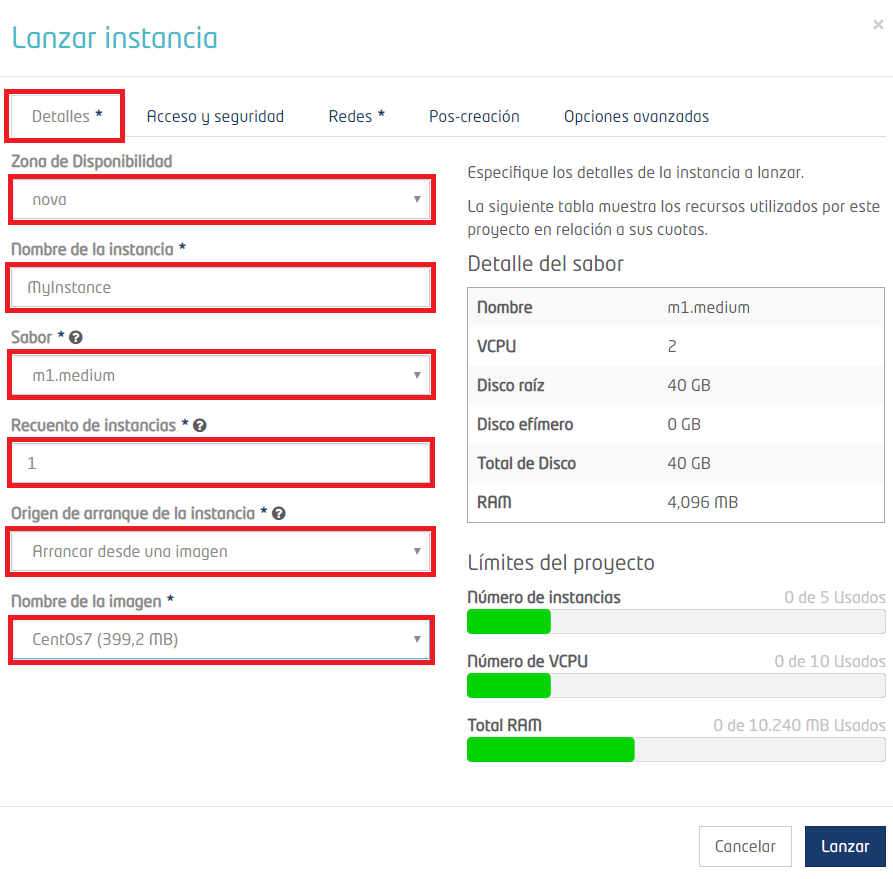 Lanzar instancia
×
Detalles *
Acceso y seguridad
Redes *
Pos-creación
Opciones avanzadas
Zona de Disponibilidad
nova
Nombre de la instancia *
MyInstance
Sabor *
m1.medium
Recuento de instancias *
1
Origen de arranque de la instancia *
Arrancar desde una imagen
Nombre de la imagen *
CentOs7 (399,2 MB)
Especifique los detalles de la instancia a lanzar.
La siguiente tabla muestra los recursos utilizados por este
proyecto en relación a sus cuotas.
Detalle del sabor
Nombre m1.medium
VCPU 2
Disco raíz 40 GB
Disco efímero 0 GB
Total de Disco 40 GB
RAM 4,096 MB
Límites del proyecto
Número de instancias 0 de 5 Usados
Número de VCPU 0 de 10 Usados
Total RAM 0 de 10.240 MB Usados
Cancelar
Lanzar